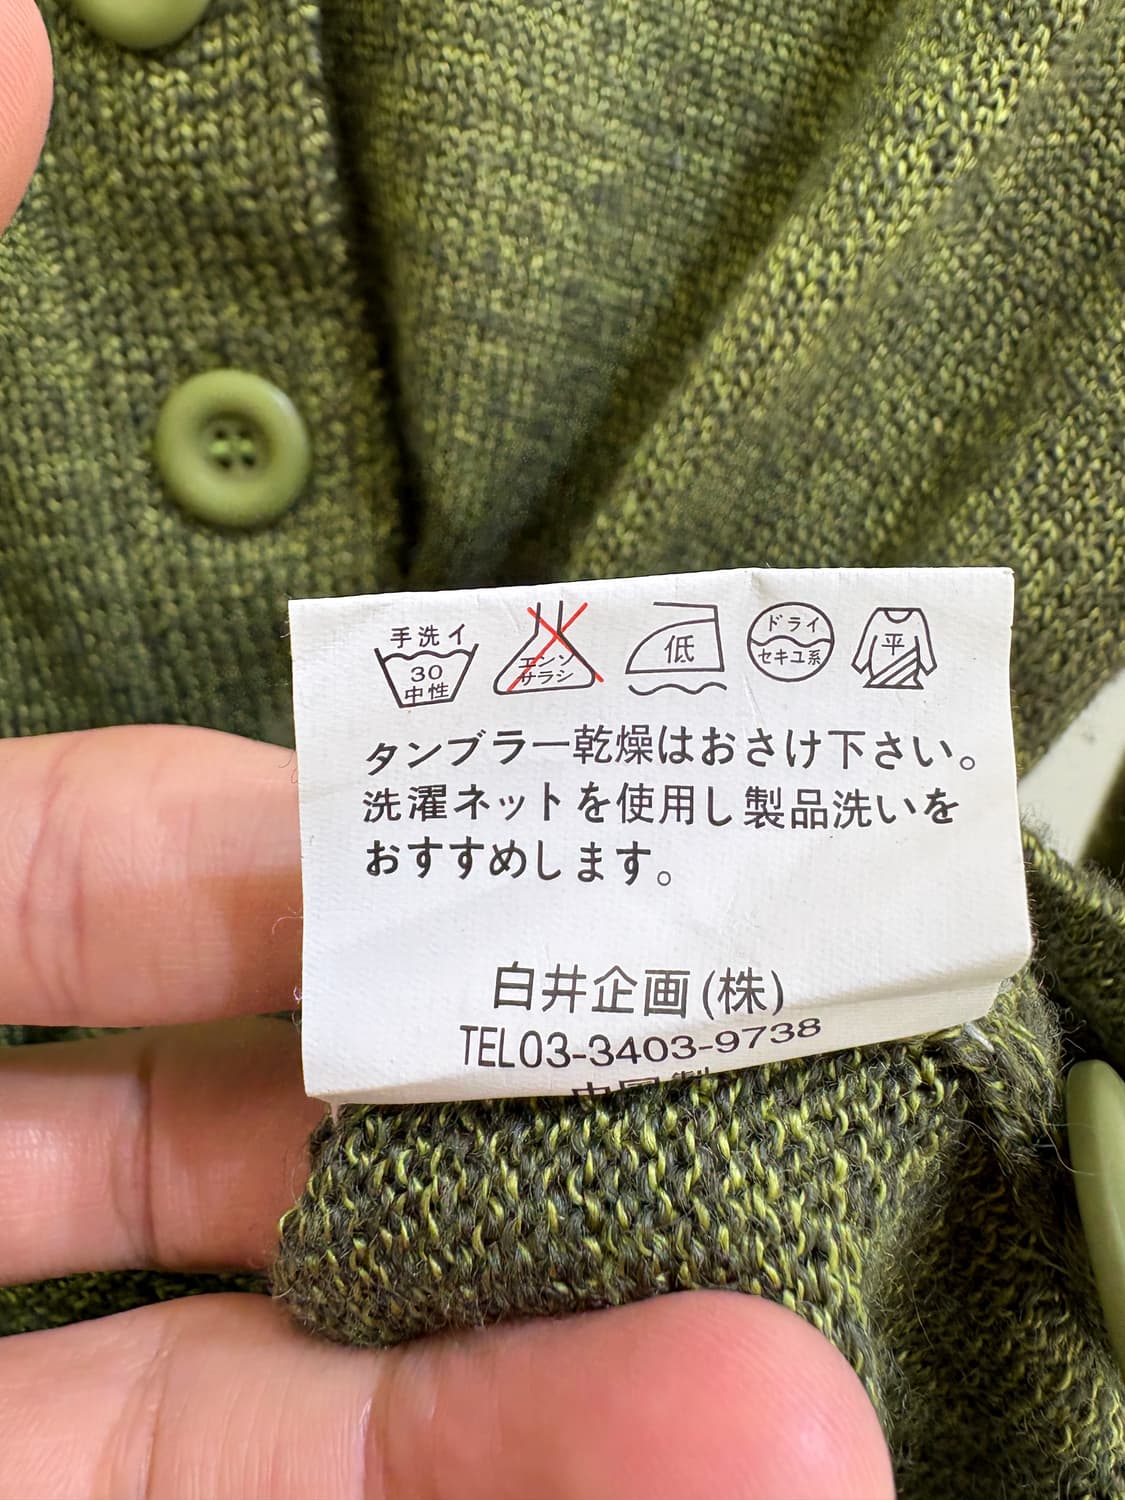 手洗イ
30
中性
エンソ
サラシ
低
ドライ
セキユ系
平
タンブラー乾燥はおさけ下さい。
洗濯ネットを使用し製品洗いを
おすすめします。
白井企画(株)
TEL03-3403-9738
中国製